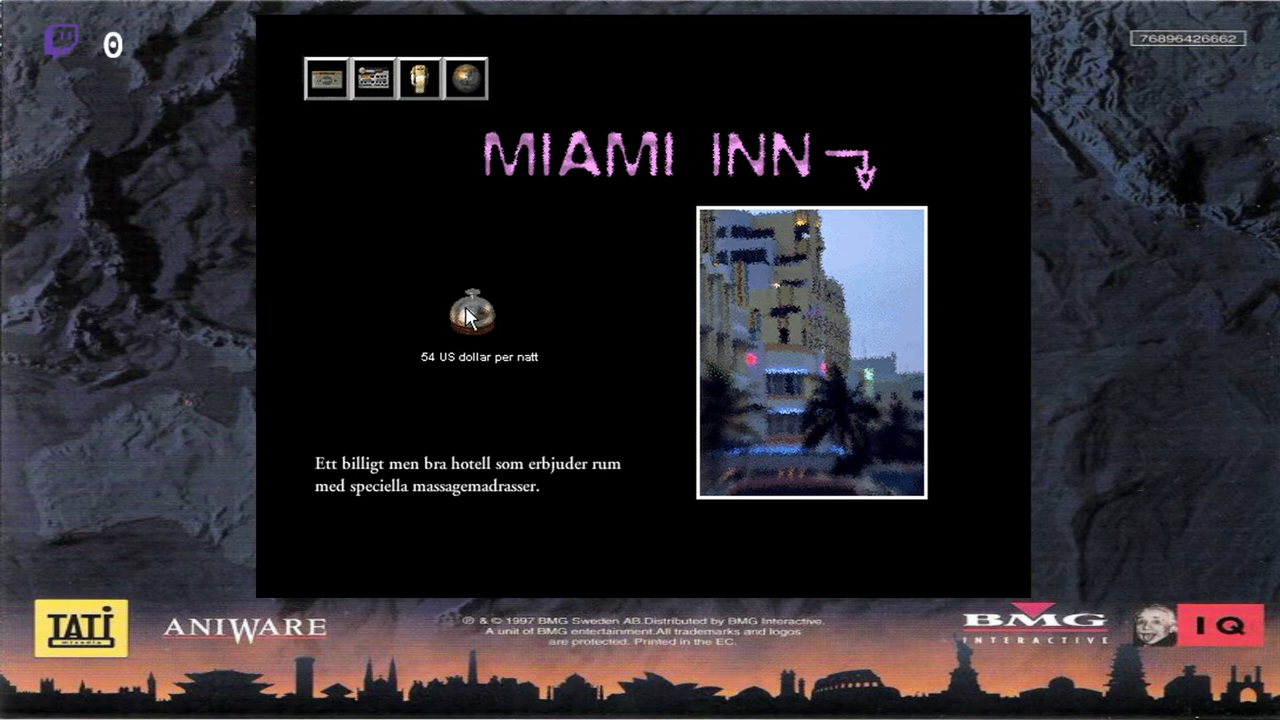 0
76896426662
MIAMI INN
54 US dollar per natt
Ett billigt men bra hotell som erbjuder rum
med speciella massagemadrasser.
TATi
mixedia
ANIWARE
℗ & © 1997 BMG Sweden AB.Distributed by BMG Interactive.
A unit of BMG entertainment.All trademarks and logos
are protected. Printed in the EC.
BMG
INTERACTIVE
IQ